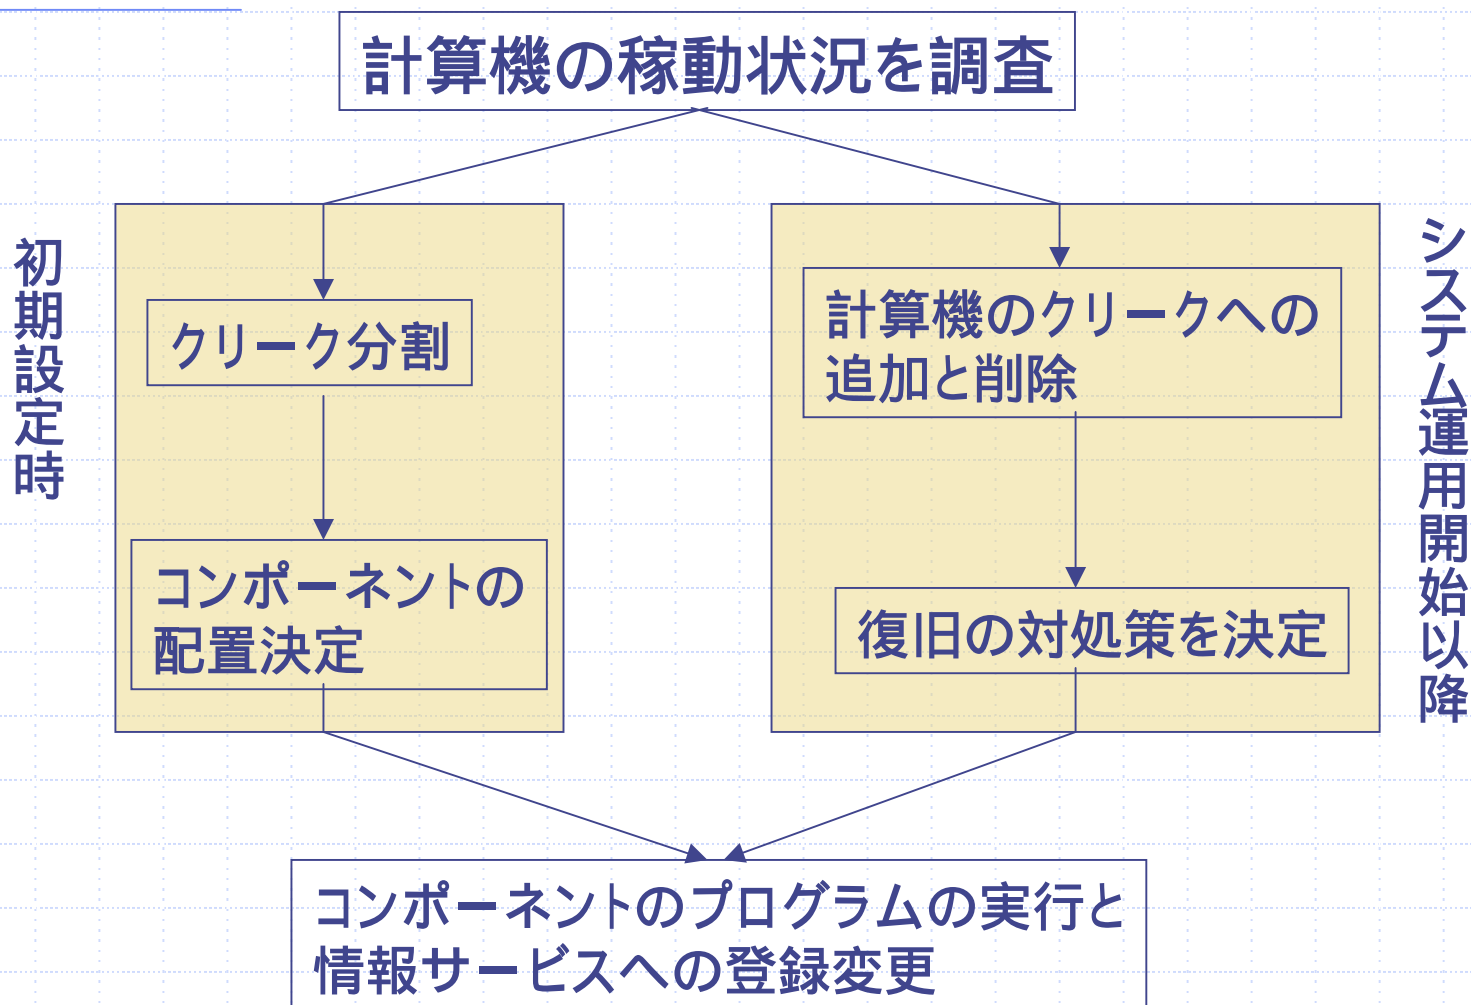 計算機の稼動状況を調査
初期設定時
クリーク分割
コンポーネントの
配置決定
計算機のクリークへの
追加と削除
復旧の対処策を決定
システム運用開始以降
コンポーネントのプログラムの実行と
情報サービスへの登録変更